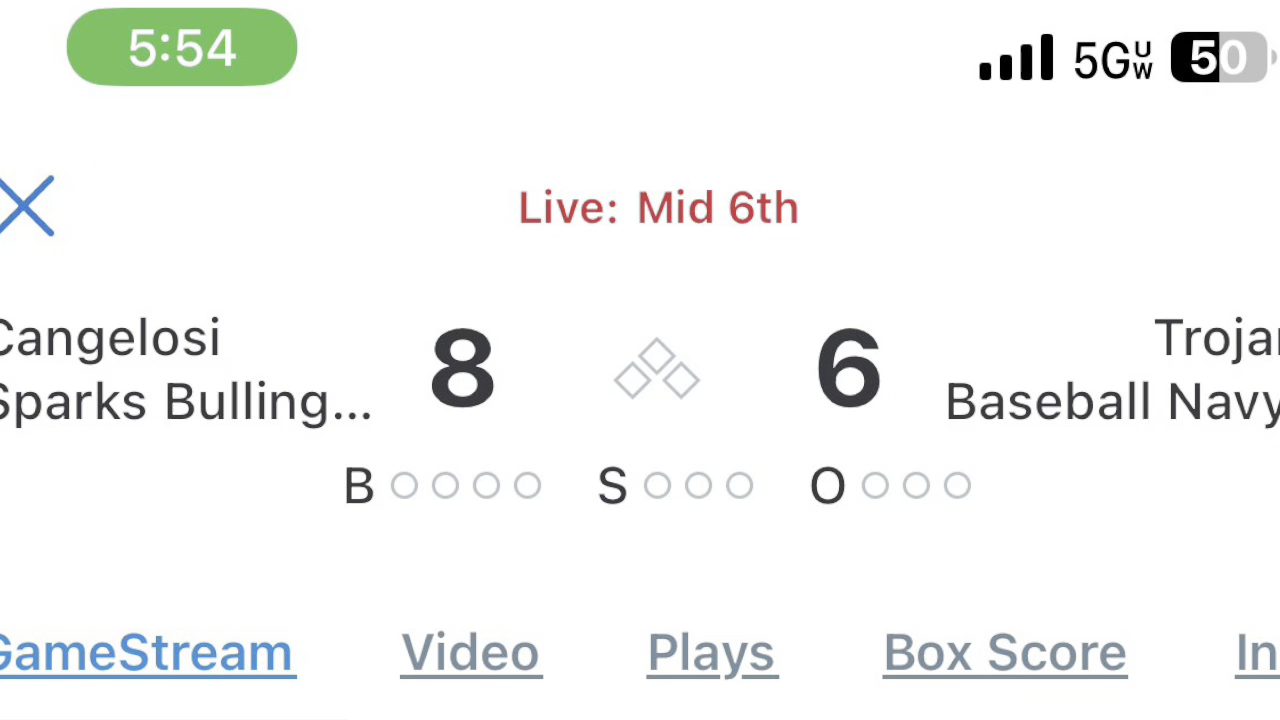 5:54 5G UW 50
Live: Mid 6th
Cangelosi 8 6 Troja
Sparks Bulling... Baseball Navy
B S O
GameStream Video Plays Box Score In